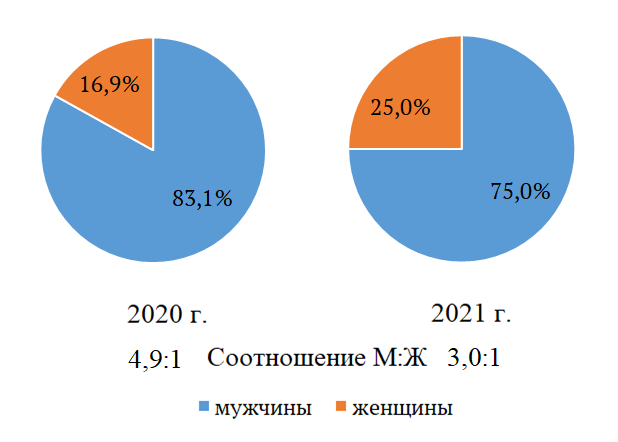 16,9%
83,1%
25,0%
75,0%
2020 г.
2021 г.
4,9:1 Соотношение М:Ж 3,0:1
мужчины женщины